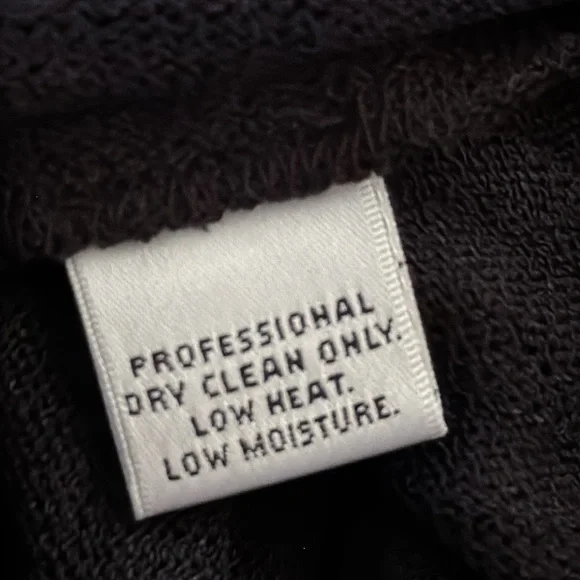 PROFESSIONAL
DRY CLEAN ONLY.
LOW HEAT.
LOW MOISTURE.